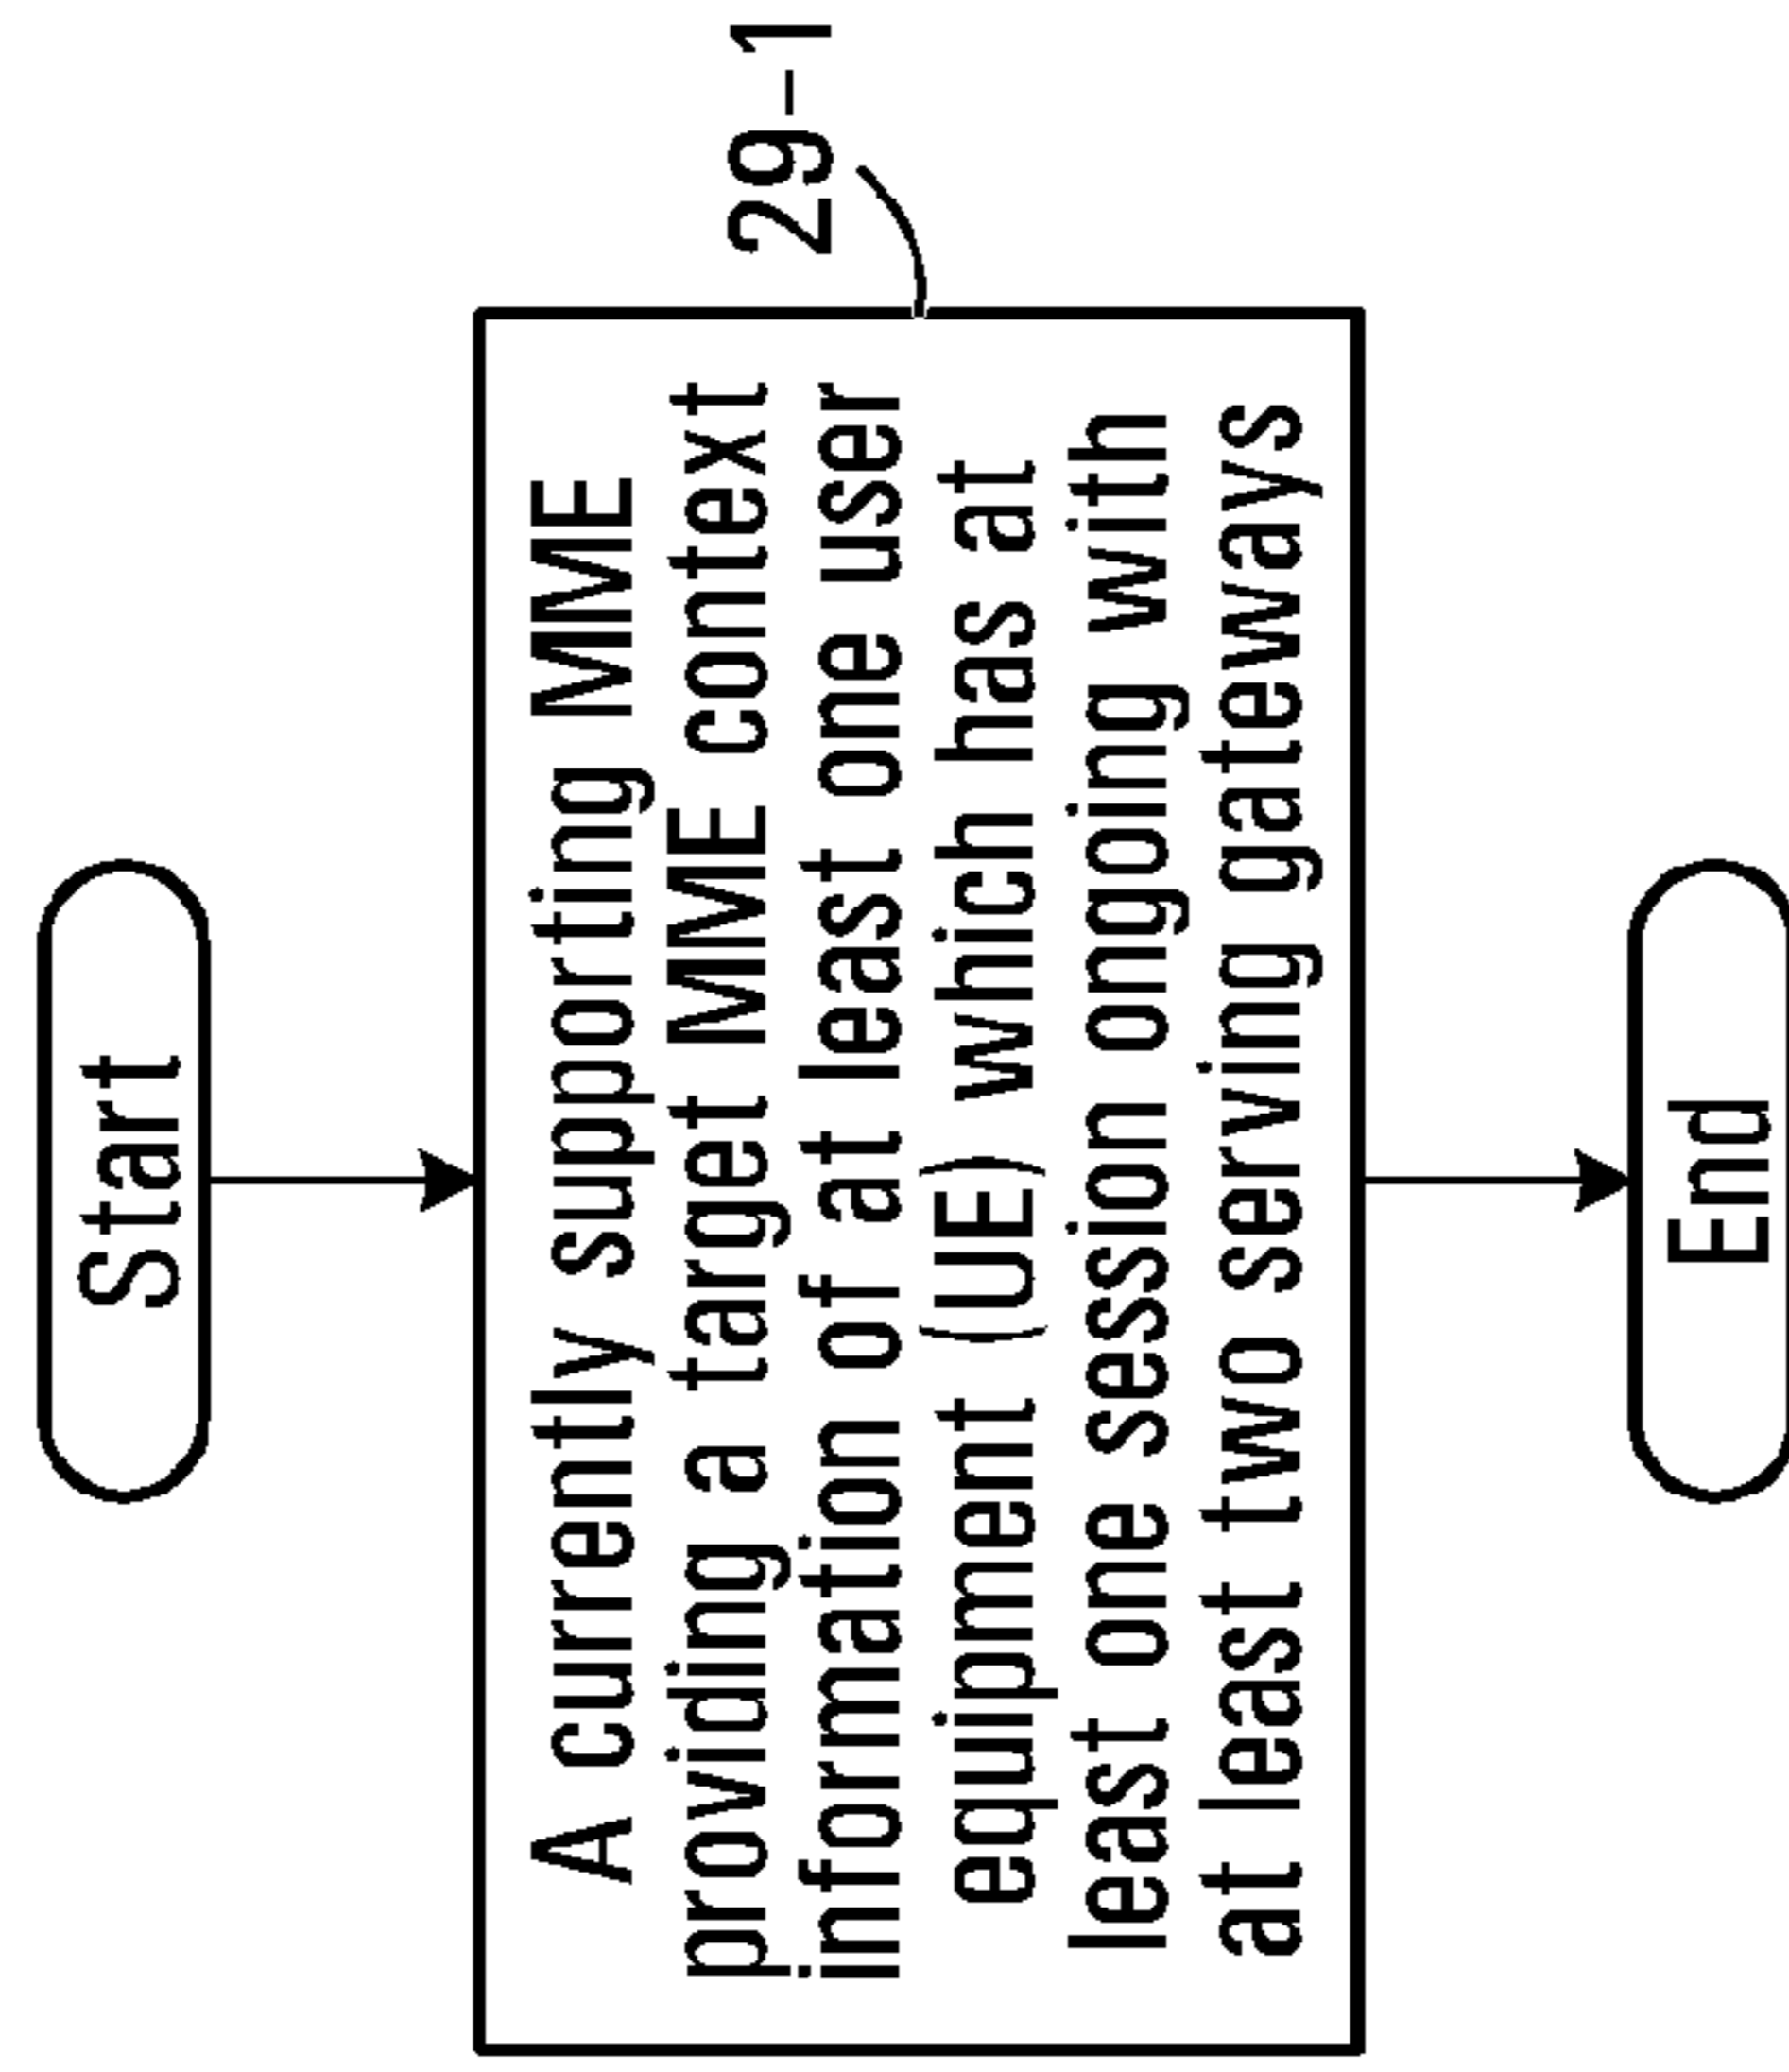 Start
29-1
A currently supporting MME
providing a target MME context
information of at least one user
equipment (UE) which has at
least one session ongoing with
at least two serving gateways
End